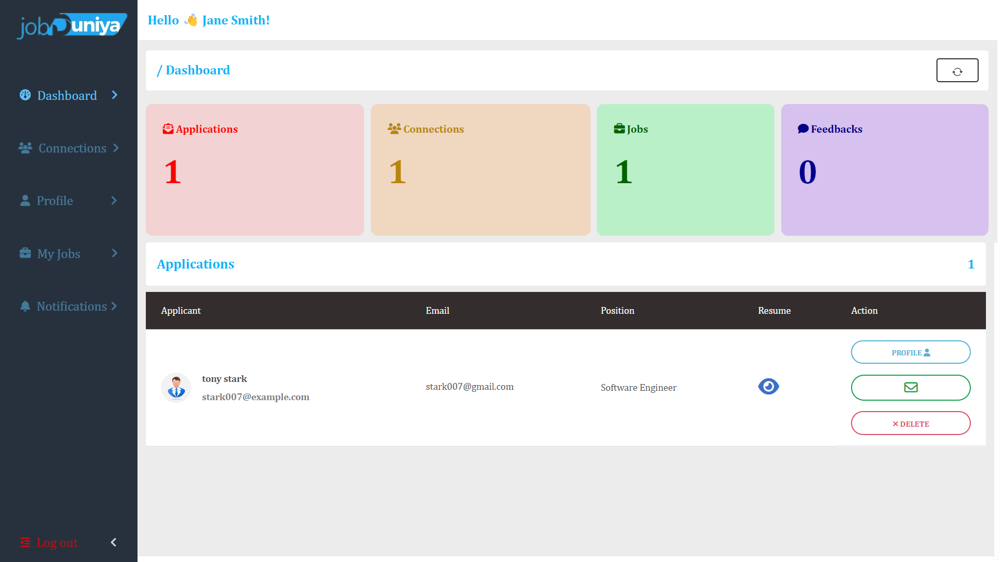 jobDuniya
Hello 👋 Jane Smith!
/ Dashboard
Dashboard
Connections
Profile
My Jobs
Notifications
Log out
Applications
1
Connections
1
Jobs
1
Feedbacks
0
Applications 1
Applicant Email Position Resume Action
tony stark
stark007@example.com
stark007@gmail.com
Software Engineer
PROFILE
DELETE